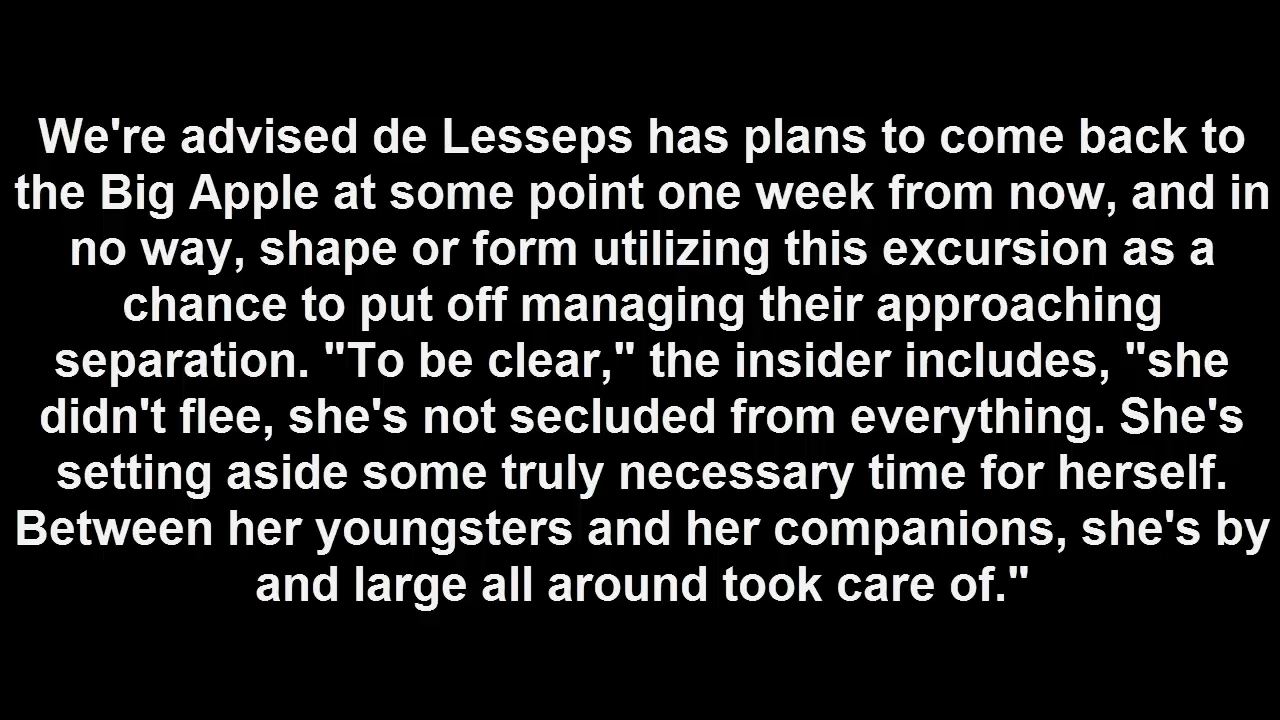 We're advised de Lesseps has plans to come back to
the Big Apple at some point one week from now, and in
no way, shape or form utilizing this excursion as a
chance to put off managing their approaching
separation. "To be clear," the insider includes, "she
didn't flee, she's not secluded from everything. She's
setting aside some truly necessary time for herself.
Between her youngsters and her companions, she's by
and large all around took care of."